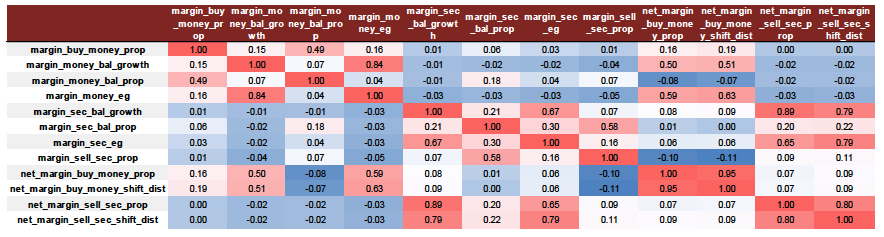 margin_buy_money_prop margin_money_bal_growth margin_money_bal_prop margin_money_eg margin_sec_bal_growth margin_sec_bal_prop margin_sec_eg margin_sell_sec_prop net_margin_buy_money_prop net_margin_buy_money_shift_dist net_margin_sell_sec_prop net_margin_sell_sec_shift_dist
margin_buy_money_prop 1.00 0.15 0.49 0.16 0.01 0.06 0.03 0.01 0.16 0.19 0.00 0.00
margin_money_bal_growth 0.15 1.00 0.07 0.84 -0.01 -0.02 -0.02 -0.04 0.50 0.51 -0.02 -0.02
margin_money_bal_prop 0.49 0.07 1.00 0.04 -0.01 0.18 0.04 0.07 -0.08 -0.07 -0.02 -0.02
margin_money_eg 0.16 0.84 0.04 1.00 -0.03 -0.02 -0.03 -0.05 0.59 0.63 -0.03 -0.03
margin_sec_bal_growth 0.01 -0.01 -0.01 -0.03 1.00 0.21 0.67 0.07 0.08 0.09 0.89 0.79
margin_sec_bal_prop 0.06 -0.02 0.18 -0.02 0.21 1.00 0.30 0.58 0.01 0.00 0.20 0.22
margin_sec_eg 0.03 -0.02 0.04 -0.03 0.67 0.30 1.00 0.16 0.06 0.06 0.65 0.79
margin_sell_sec_prop 0.01 -0.04 0.07 -0.05 0.07 0.58 0.16 1.00 -0.10 -0.11 0.09 0.11
net_margin_buy_money_prop 0.16 0.50 -0.08 0.59 0.08 0.01 0.06 -0.10 1.00 0.95 0.07 0.09
net_margin_buy_money_shift_dist 0.19 0.51 -0.07 0.63 0.09 0.00 0.06 -0.11 0.95 1.00 0.07 0.09
net_margin_sell_sec_prop 0.00 -0.02 -0.02 -0.03 0.89 0.20 0.65 0.09 0.07 0.07 1.00 0.80
net_margin_sell_sec_shift_dist 0.00 -0.02 -0.02 -0.03 0.79 0.22 0.79 0.11 0.09 0.09 0.80 1.00